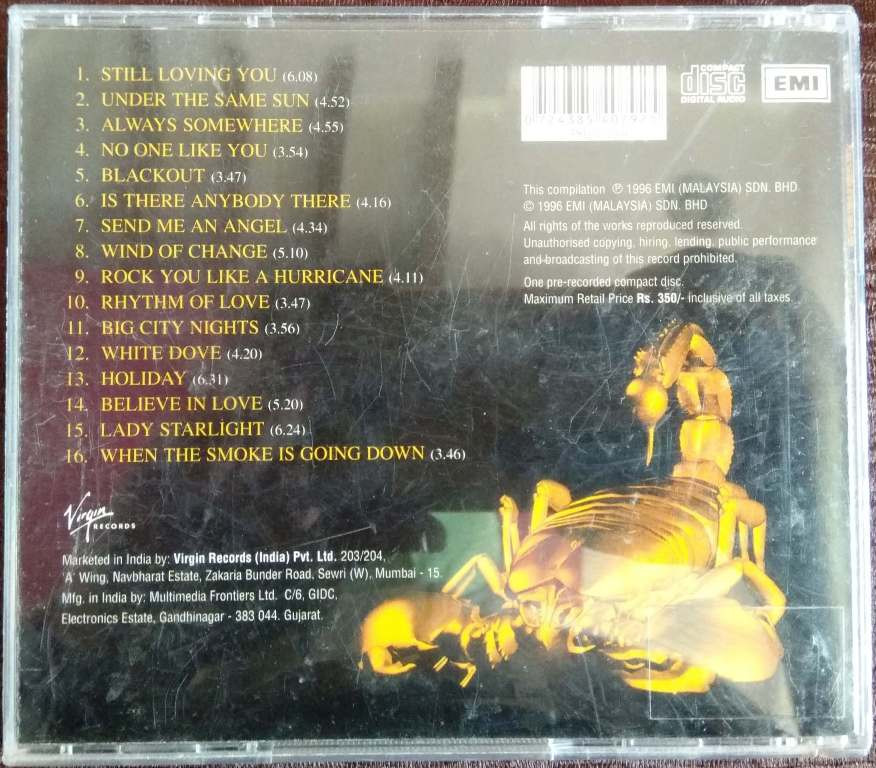 1. STILL LOVING YOU (6.08)
2. UNDER THE SAME SUN (4.52)
3. ALWAYS SOMEWHERE (4.55)
4. NO ONE LIKE YOU (3.54)
5. BLACKOUT (3.47)
6. IS THERE ANYBODY THERE (4.16)
7. SEND ME AN ANGEL (4.34)
8. WIND OF CHANGE (5.10)
9. ROCK YOU LIKE A HURRICANE (4.11)
10. RHYTHM OF LOVE (3.47)
11. BIG CITY NIGHTS (3.56)
12. WHITE DOVE (4.20)
13. HOLIDAY (6.31)
14. BELIEVE IN LOVE (5.20)
15. LADY STARLIGHT (6.24)
16. WHEN THE SMOKE IS GOING DOWN (3.46)
COMPACT
disc
DIGITAL AUDIO
EMI
This compilation ℗ 1996 EMI (MALAYSIA) SDN. BHD
© 1996 EMI (MALAYSIA) SDN. BHD
All rights of the works reproduced reserved.
Unauthorised copying, hiring, lending, public performance
and-broadcasting of this record prohibited.
One pre-recorded compact disc.
Maximum Retail Price Rs. 350/- inclusive of all taxes.
Virgin
RECORDS
Marketed in India by: Virgin Records (India) Pvt. Ltd. 203/204,
'A' Wing, Navbharat Estate, Zakaria Bunder Road, Sewri (W), Mumbai - 15.
Mfg. in India by: Multimedia Frontiers Ltd. C/6, GIDC,
Electronics Estate, Gandhinagar - 383 044. Gujarat.